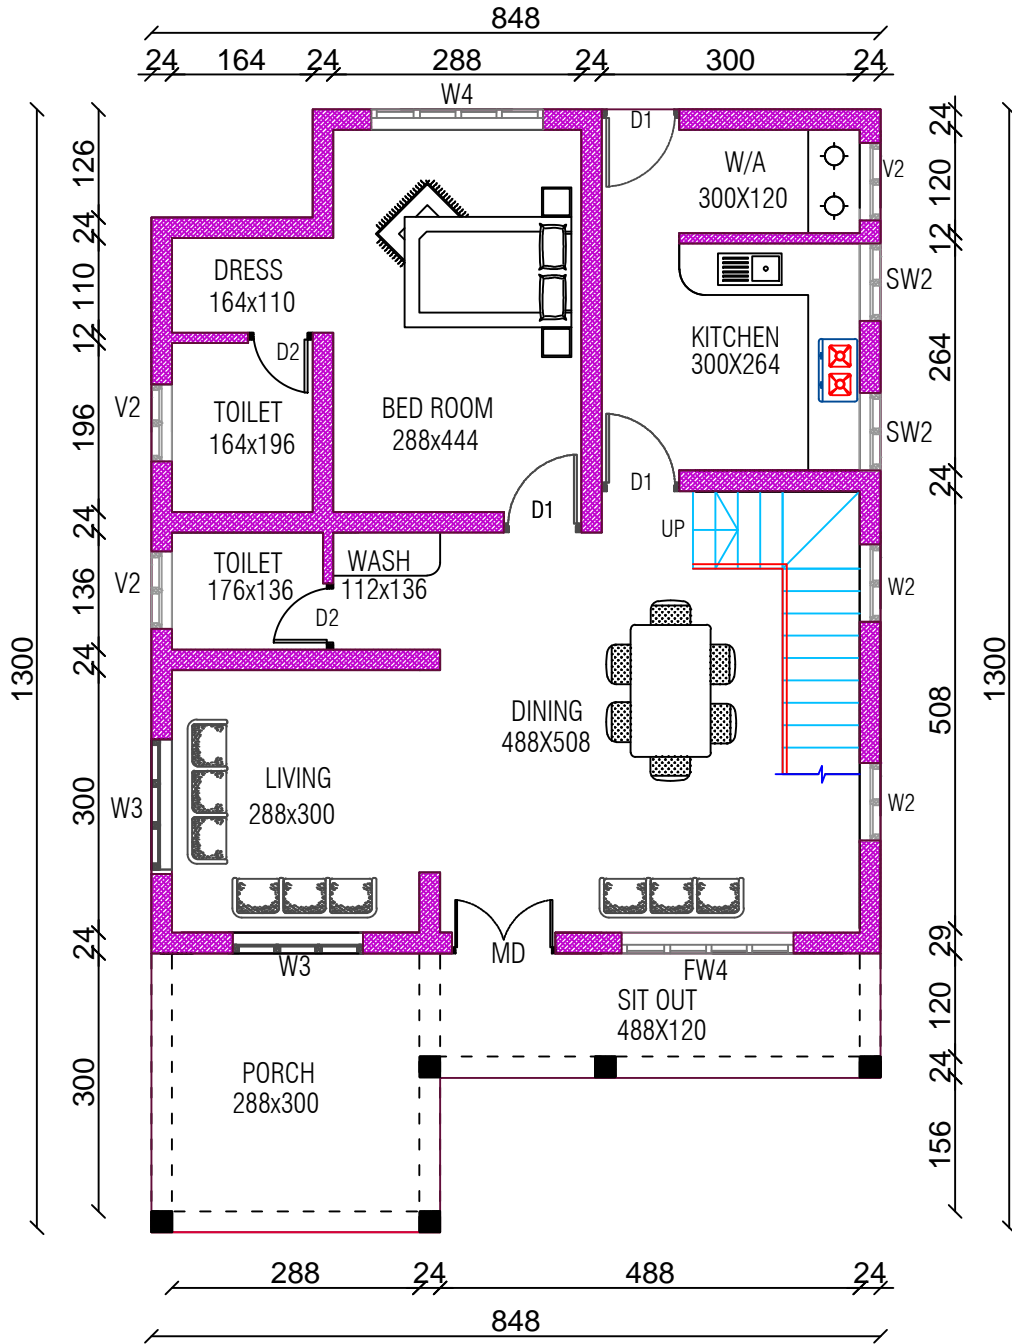 848
24 164 24 288 24 300 24
W4
D1
W/A
300X120
V2
DRESS
164x110
D2
KITCHEN
300X264
SW2
SW2
V2
TOILET
164x196
BED ROOM
288x444
D1
D1
UP
V2
TOILET
176x136
WASH
112x136
D2
W2
DINING
488X508
LIVING
288x300
W3
W2
W3
MD
FW4
SIT OUT
488X120
PORCH
288x300
126
24
110
12
196
24
136
24
300
24
300
1300
24
120
12
264
24
508
29
120
24
156
1300
288 24 488 24
848